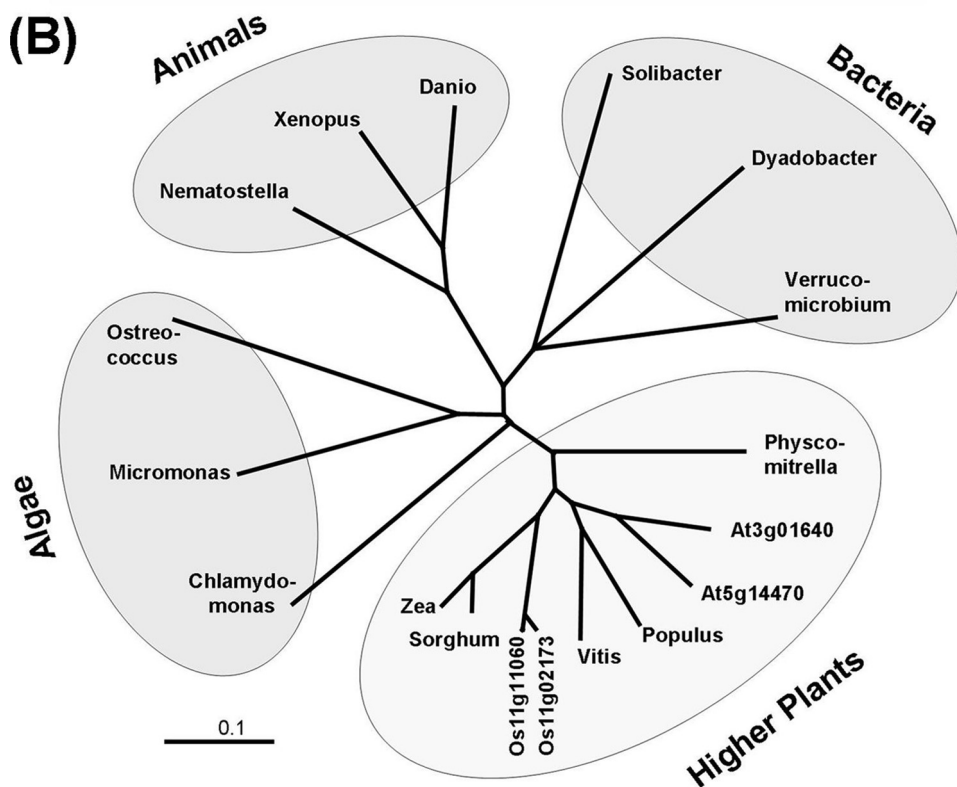 (B)
Animals
Bacteria
Danio
Xenopus
Nematostella
Solibacter
Dyadobacter
Verruco-
microbium
Ostreo-
coccus
Micromonas
Algae
Chlamydo-
monas
Physco-
mitrella
At3g01640
At5g14470
Zea
Sorghum
Os11g11060
Os11g02173
Vitis
Populus
Higher Plants
0.1